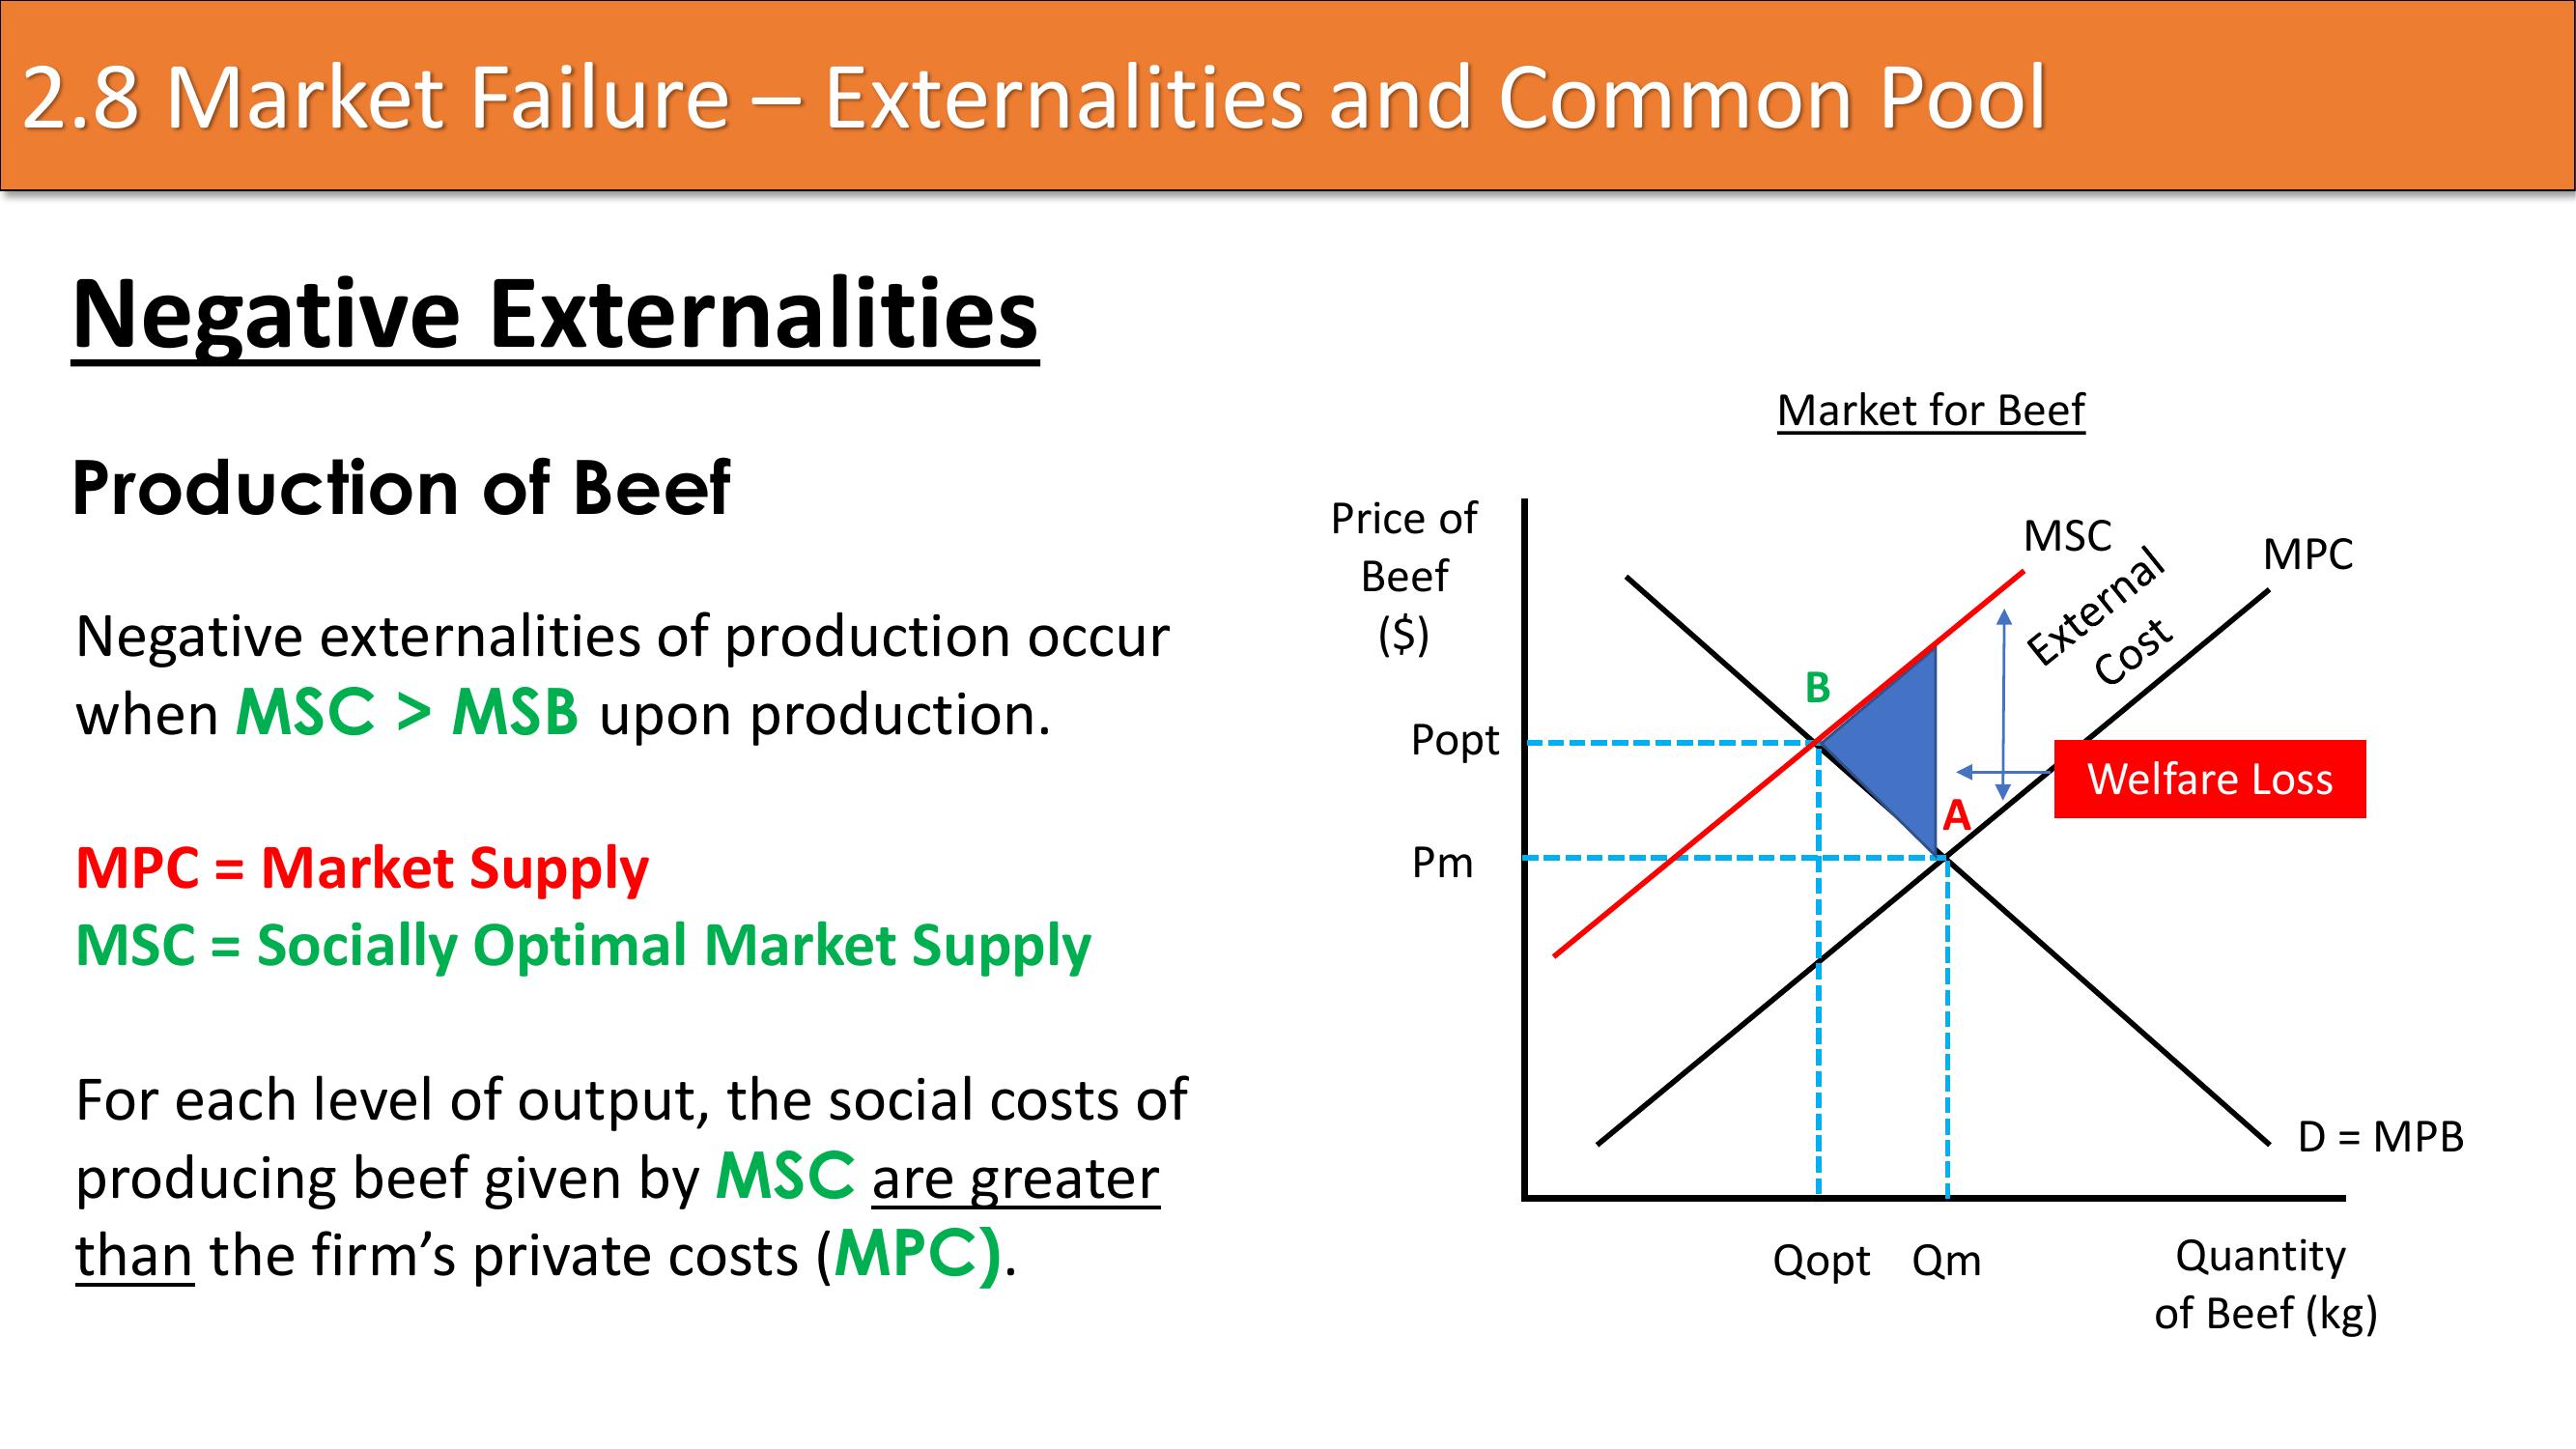 2.8 Market Failure – Externalities and Common Pool
Negative Externalities
Production of Beef
Negative externalities of production occur
when MSC > MSB upon production.
MPC = Market Supply
MSC = Socially Optimal Market Supply
For each level of output, the social costs of
producing beef given by MSC are greater
than the firm’s private costs (MPC).
Market for Beef
Price of
Beef
($)
MSC
MPC
External
Cost
B
Popt
Welfare Loss
A
Pm
D = MPB
Qopt
Qm
Quantity
of Beef (kg)